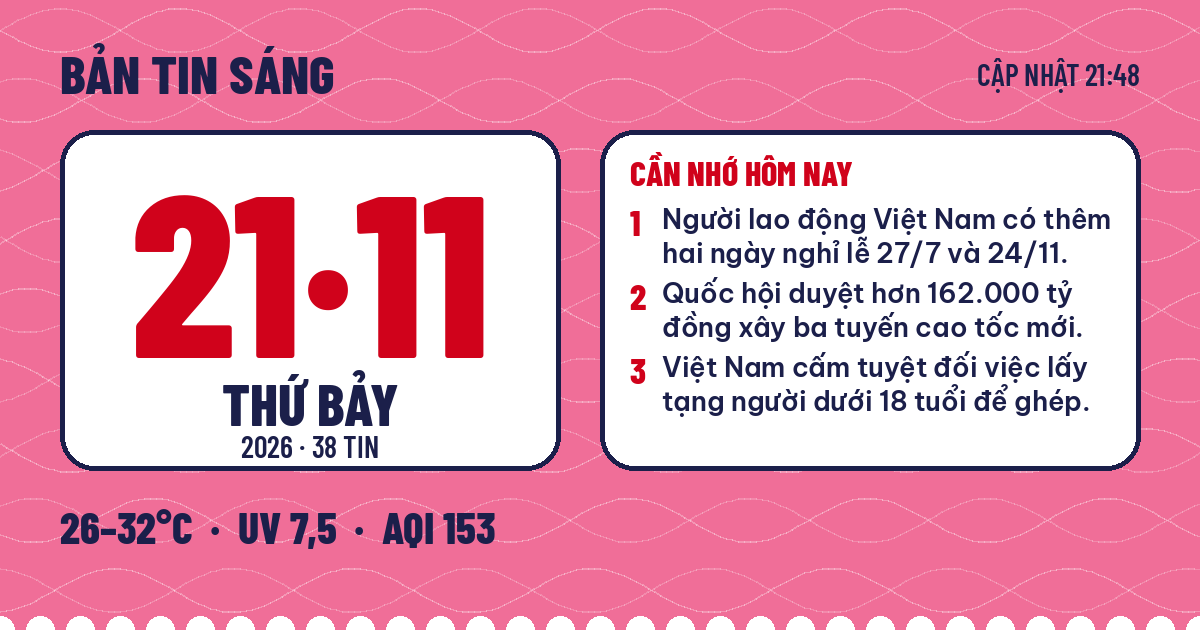 BẢN TIN SÁNG
CẬP NHẬT 21:48
21·11
THỨ BẢY
2026 · 38 TIN
CẦN NHỚ HÔM NAY
1 Người lao động Việt Nam có thêm
hai ngày nghỉ lễ 27/7 và 24/11.
2 Quốc hội duyệt hơn 162.000 tỷ
đồng xây ba tuyến cao tốc mới.
3 Việt Nam cấm tuyệt đối việc lấy
tạng người dưới 18 tuổi để ghép.
26–32°C · UV 7,5 · AQI 153